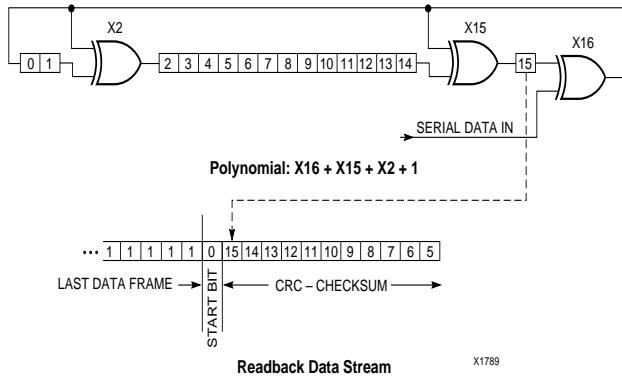 X2
X15
X16
0 1
2 3 4 5 6 7 8 9 10 11 12 13 14
15
SERIAL DATA IN
Polynomial: X16 + X15 + X2 + 1
••• 1 1 1 1 1 0 15 14 13 12 11 10 9 8 7 6 5
LAST DATA FRAME
START BIT
CRC – CHECKSUM
Readback Data Stream
X1789